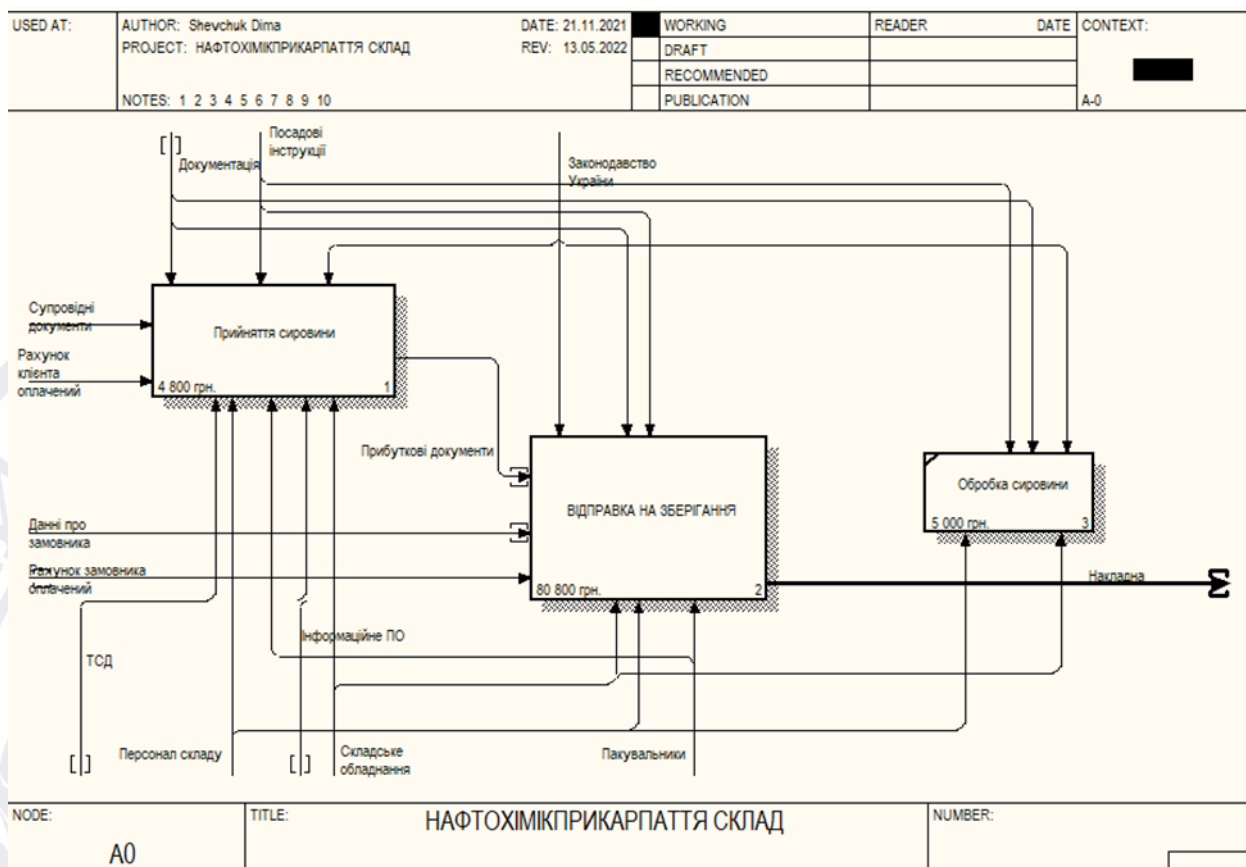 USED AT:
AUTHOR: Shevchuk Dima
DATE: 21.11.2021
WORKING
READER
DATE
CONTEXT:
PROJECT: НАФТОХІМІКПРИКАРПАТТЯ СКЛАД
REV: 13.05.2022
DRAFT
RECOMMENDED
NOTES: 1 2 3 4 5 6 7 8 9 10
PUBLICATION
A-0
Посадові
інструкції
Документація
Законодавство
України
Супровідні
документи
Прийняття сировини
Рахунок
клієнта
оплачений
4 800 грн.
1
Прибуткові документи
Обробка сировини
5 000 грн.
3
ВІДПРАВКА НА ЗБЕРІГАННЯ
Данні про
замовника
Рахунок замовника
оплачений
80 800 грн.
2
Накладна
Інформаційне ПО
ТСД
Персонал складу
Складське
обладнання
Пакувальники
NODE:
TITLE:
НАФТОХІМІКПРИКАРПАТТЯ СКЛАД
NUMBER:
A0